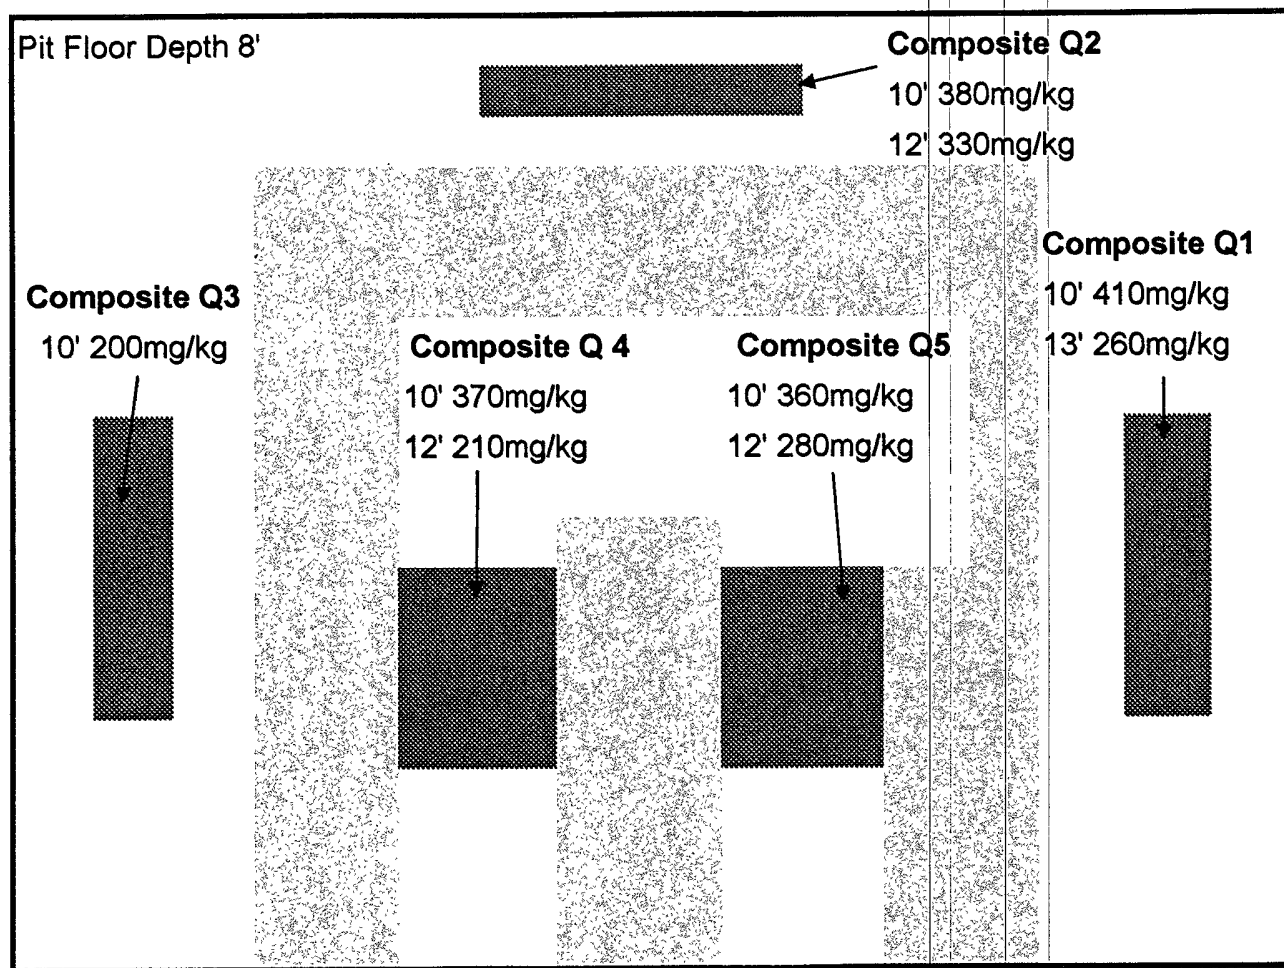 Pit Floor Depth 8'
Composite Q2
10' 380mg/kg
12' 330mg/kg
Composite Q1
10' 410mg/kg
13' 260mg/kg
Composite Q3
10' 200mg/kg
Composite Q 4
10' 370mg/kg
12' 210mg/kg
Composite Q5
10' 360mg/kg
12' 280mg/kg